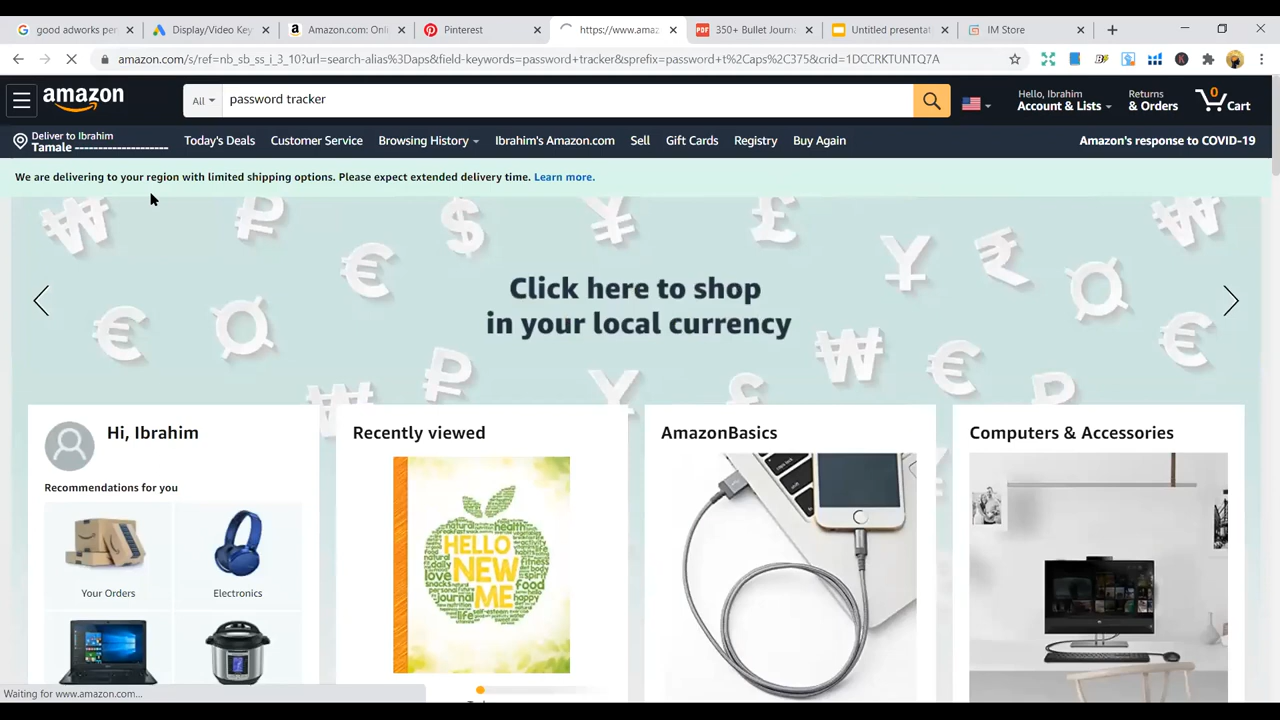 good adworks per
Display/Video Key
Amazon.com: Onli
Pinterest
https://www.amaz
350+ Bullet Journa
Untitled presentat
IM Store
amazon.com/s/ref=nb_sb_ss_i_3_10?url=search-alias%3Daps&field-keywords=password+tracker&sprefix=password+t%2Caps%2C375&crid=1DCCRKTUNTQ7A
amazon
All
password tracker
Hello, Ibrahim
Account & Lists
Returns
& Orders
0
Cart
Deliver to Ibrahim
Tamale ---------------------
Today's Deals
Customer Service
Browsing History
Ibrahim's Amazon.com
Sell
Gift Cards
Registry
Buy Again
Amazon's response to COVID-19
We are delivering to your region with limited shipping options. Please expect extended delivery time. Learn more.
Click here to shop
in your local currency
Hi, Ibrahim
Recommendations for you
Your Orders
Electronics
Recently viewed
HELLO
NEW
ME
AmazonBasics
Computers & Accessories
Waiting for www.amazon.com...